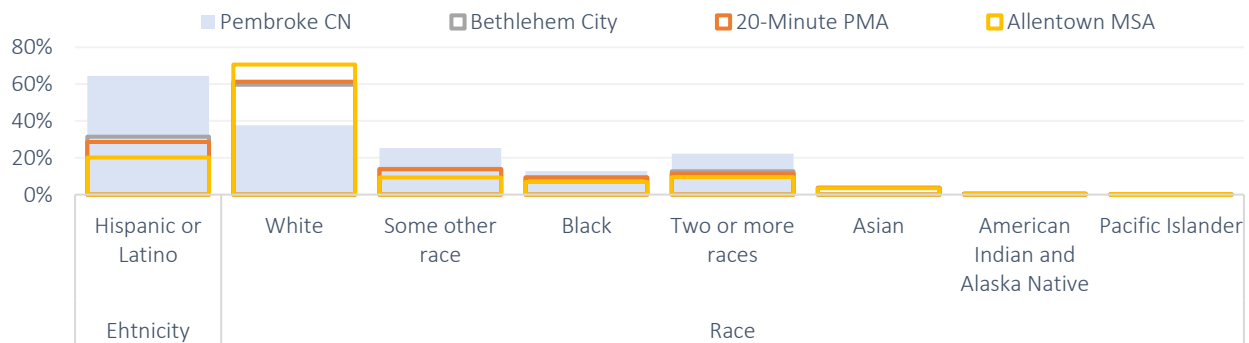 Pembroke CN Bethlehem City 20-Minute PMA Allentown MSA
80%
60%
40%
20%
0%
Hispanic or
Latino
White
Some other
race
Black
Two or more
races
Asian
American
Indian and
Alaska Native
Pacific Islander
Ehtnicity
Race